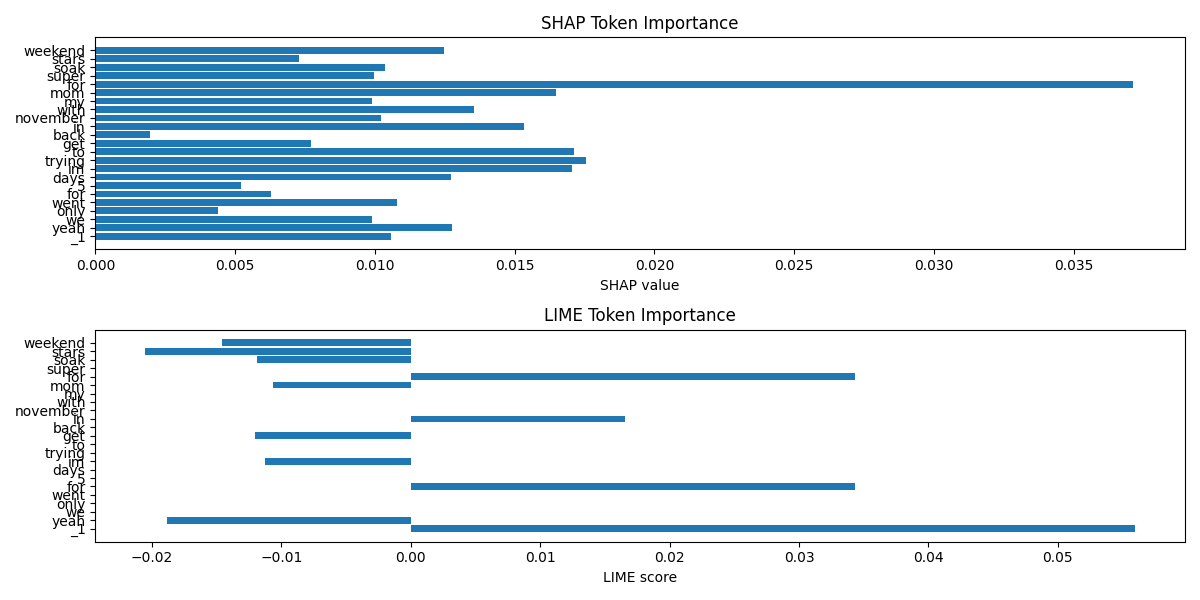 SHAP Token Importance
weekend
stars
soak
super
for
mom
my
with
november
in
back
get
to
trying
im
days
5
for
went
only
we
yeah
_1
0.000 0.005 0.010 0.015 0.020 0.025 0.030 0.035
SHAP value
LIME Token Importance
weekend
stars
soak
super
for
mom
my
with
november
in
back
get
to
trying
im
days
5
for
went
only
we
yeah
_1
−0.02 −0.01 0.00 0.01 0.02 0.03 0.04 0.05
LIME score